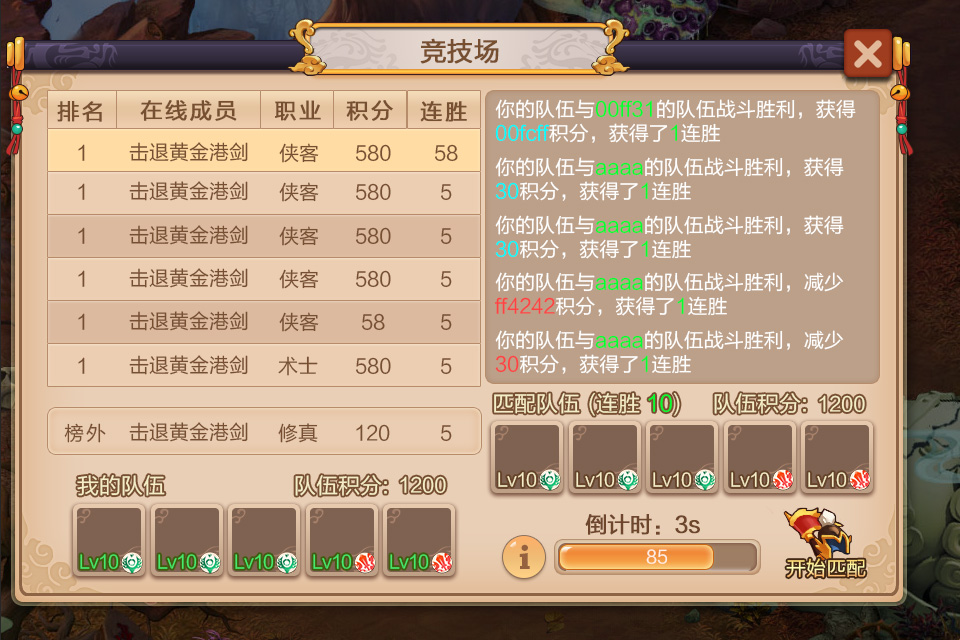 竞技场
排名 在线成员 职业 积分 连胜
1 击退黄金港剑 侠客 580 58
1 击退黄金港剑 侠客 580 5
1 击退黄金港剑 侠客 580 5
1 击退黄金港剑 侠客 580 5
1 击退黄金港剑 侠客 58 5
1 击退黄金港剑 术士 580 5
榜外 击退黄金港剑 修真 120 5
我的队伍 队伍积分：1200
Lv10 Lv10 Lv10 Lv10 Lv10
你的队伍与00ff31的队伍战斗胜利，获得
00fcff积分，获得了1连胜
你的队伍与aaaa的队伍战斗胜利，获得
30积分，获得了1连胜
你的队伍与aaaa的队伍战斗胜利，获得
30积分，获得了1连胜
你的队伍与aaaa的队伍战斗胜利，减少
ff4242积分，获得了1连胜
你的队伍与aaaa的队伍战斗胜利，减少
30积分，获得了1连胜
匹配队伍 (连胜 10) 队伍积分：1200
Lv10 Lv10 Lv10 Lv10 Lv10
倒计时：3s
i 85
开始匹配